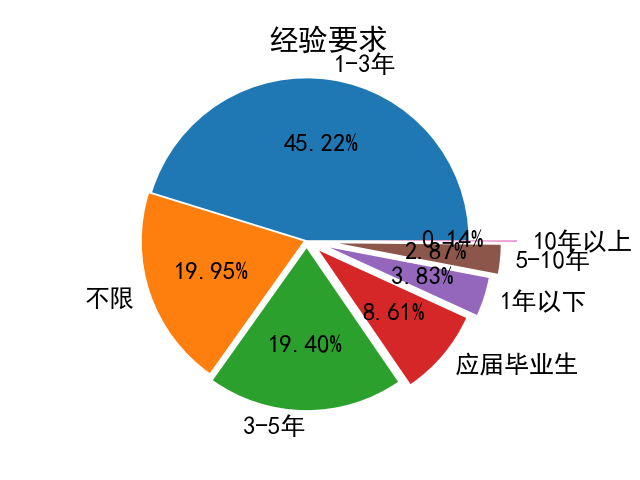 经验要求
1-3年
45.22%
不限
19.95%
3-5年
19.40%
应届毕业生
8.61%
1年以下
3.83%
5-10年
2.87%
10年以上
0.14%